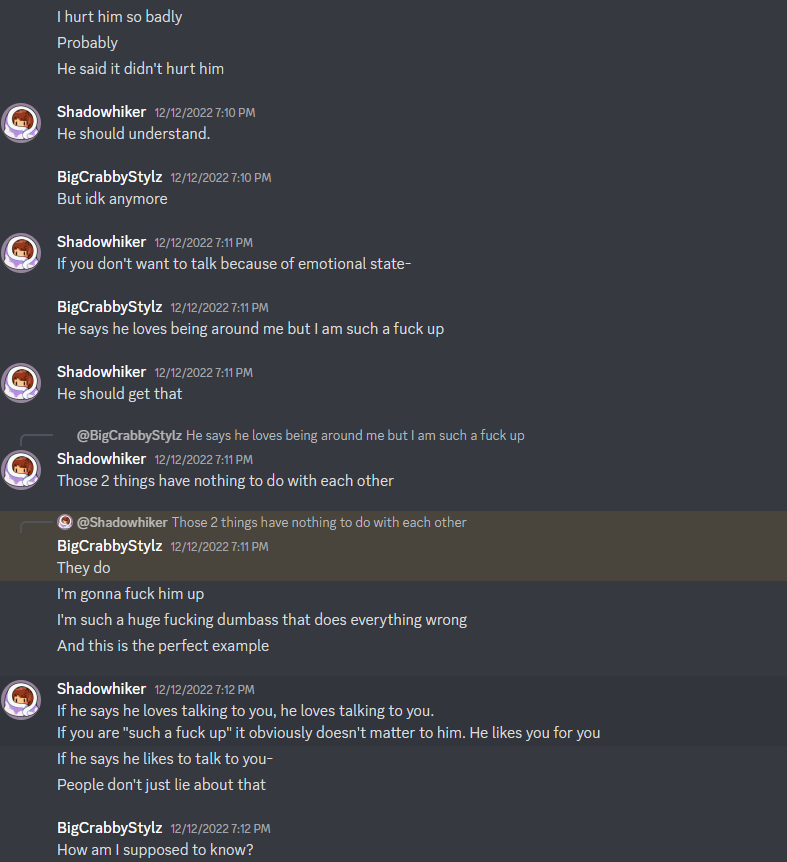 I hurt him so badly
Probably
He said it didn't hurt him
Shadowhiker 12/12/2022 7:10 PM
He should understand.
BigCrabbyStylz 12/12/2022 7:10 PM
But idk anymore
Shadowhiker 12/12/2022 7:11 PM
If you don't want to talk because of emotional state-
BigCrabbyStylz 12/12/2022 7:11 PM
He says he loves being around me but I am such a fuck up
Shadowhiker 12/12/2022 7:11 PM
He should get that
@BigCrabbyStylz He says he loves being around me but I am such a fuck up
Shadowhiker 12/12/2022 7:11 PM
Those 2 things have nothing to do with each other
@Shadowhiker Those 2 things have nothing to do with each other
BigCrabbyStylz 12/12/2022 7:11 PM
They do
I'm gonna fuck him up
I'm such a huge fucking dumbass that does everything wrong
And this is the perfect example
Shadowhiker 12/12/2022 7:12 PM
If he says he loves talking to you, he loves talking to you.
If you are "such a fuck up" it obviously doesn't matter to him. He likes you for you
If he says he likes to talk to you-
People don't just lie about that
BigCrabbyStylz 12/12/2022 7:12 PM
How am I supposed to know?